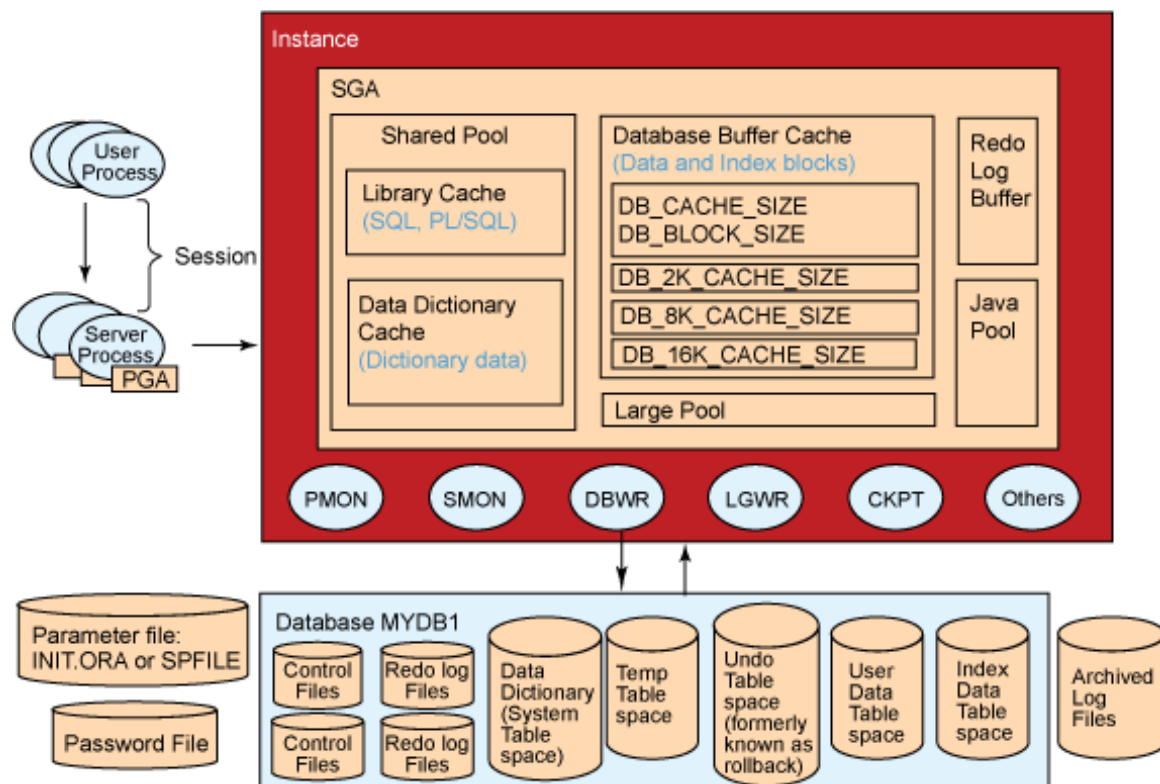 Instance
SGA
Shared Pool
Library Cache
(SQL, PL/SQL)
Data Dictionary
Cache
(Dictionary data)
Database Buffer Cache
(Data and Index blocks)
DB_CACHE_SIZE
DB_BLOCK_SIZE
DB_2K_CACHE_SIZE
DB_8K_CACHE_SIZE
DB_16K_CACHE_SIZE
Large Pool
Redo
Log
Buffer
Java
Pool
User
Process
Session
Server
Process
PGA
PMON
SMON
DBWR
LGWR
CKPT
Others
Parameter file:
INIT.ORA or SPFILE
Password File
Database MYDB1
Control
Files
Redo log
Files
Control
Files
Redo log
Files
Data
Dictionary
(System
Table
space)
Temp
Table
space
Undo
Table
space
(formerly
known as
rollback)
User
Data
Table
space
Index
Data
Table
space
Archived
Log
Files